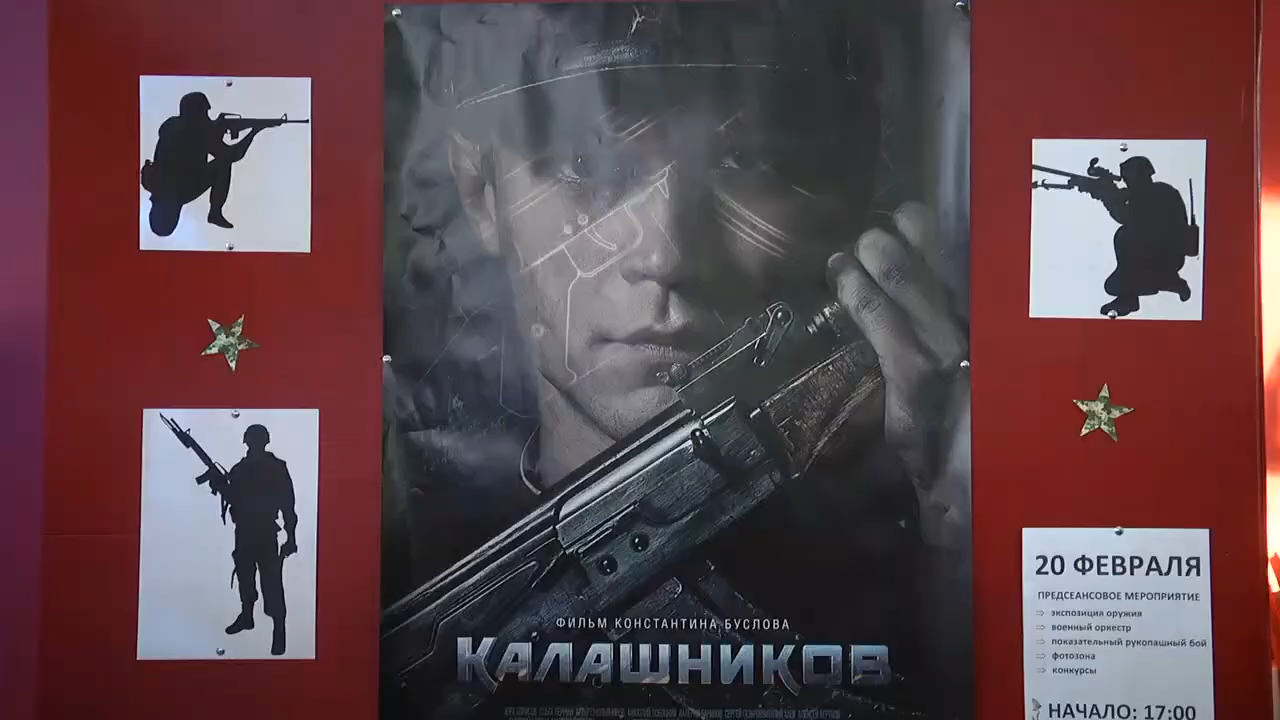 ФИЛЬМ КОНСТАНТИНА БУСЛОВА
КАЛАШНИКОВ
20 ФЕВРАЛЯ
ПРЕДСЕАНСОВОЕ МЕРОПРИЯТИЕ
⇨ экспозиция оружия
⇨ военный оркестр
⇨ показательный рукопашный бой
⇨ фотозона
⇨ конкурсы
НАЧАЛО: 17:00